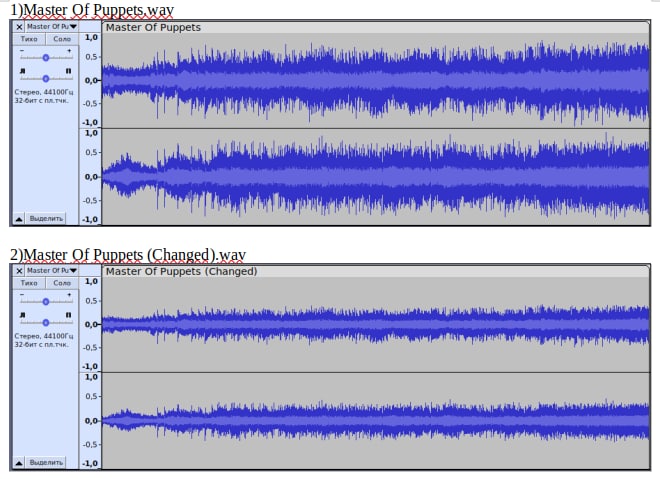 1)Master Of Puppets.wav
× Master Of Pu▼ Master Of Puppets
Тихо Соло
- +
Л П
Стерео, 44100Гц
32-бит с пл.тчк.
Выделить
1,0
0,5
0,0
-0,5
-1,0
1,0
0,5
0,0
-0,5
-1,0
2)Master Of Puppets (Changed).wav
× Master Of Pu▼ Master Of Puppets (Changed)
Тихо Соло
- +
Л П
Стерео, 44100Гц
32-бит с пл.тчк.
Выделить
1,0
0,5
0,0
-0,5
-1,0
1,0
0,5
0,0
-0,5
-1,0